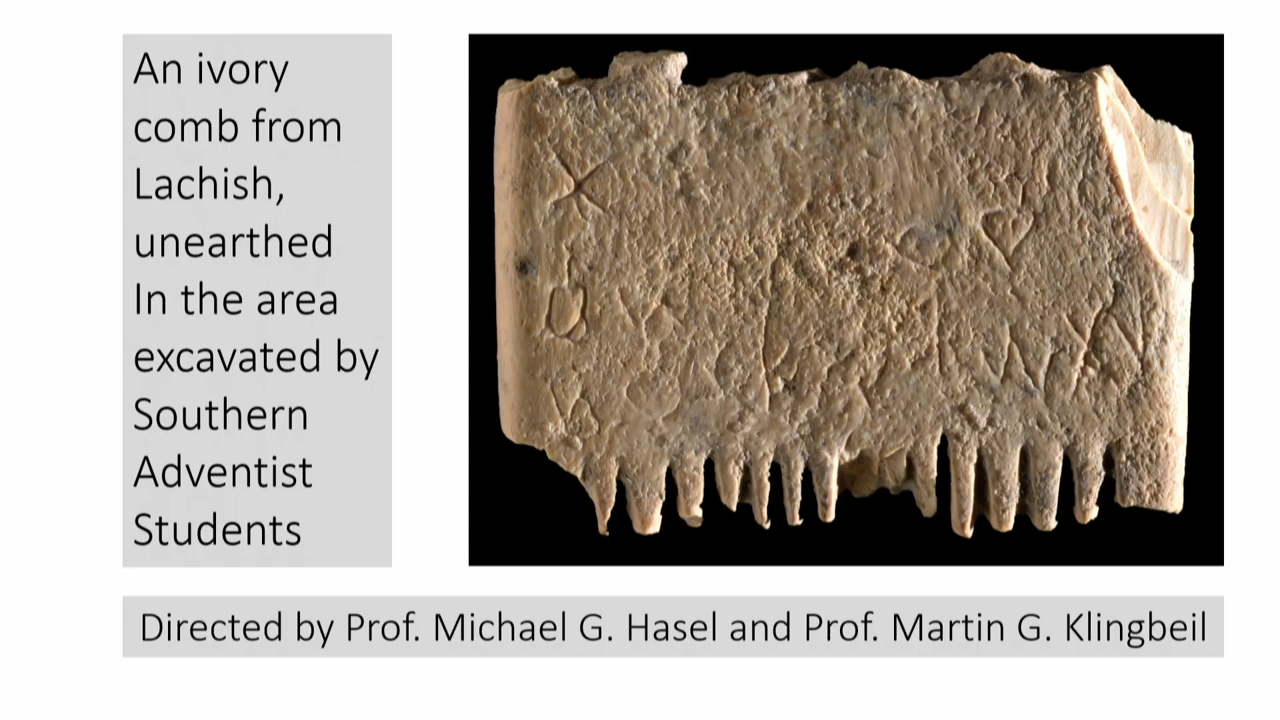 An ivory
comb from
Lachish,
unearthed
In the area
excavated by
Southern
Adventist
Students
Directed by Prof. Michael G. Hasel and Prof. Martin G. Klingbeil